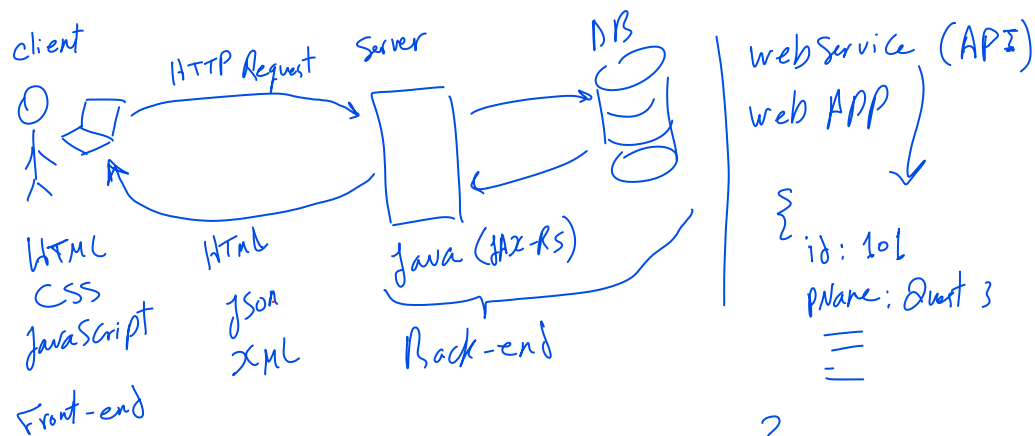 client
HTTP Request
Server
DB
HTML
CSS
JavaScript
Front-end
HTML
JSON
XML
Java (JAX-RS)
Back-end
webService (API)
web APP
{
id: 101
pName: Quest 3
}